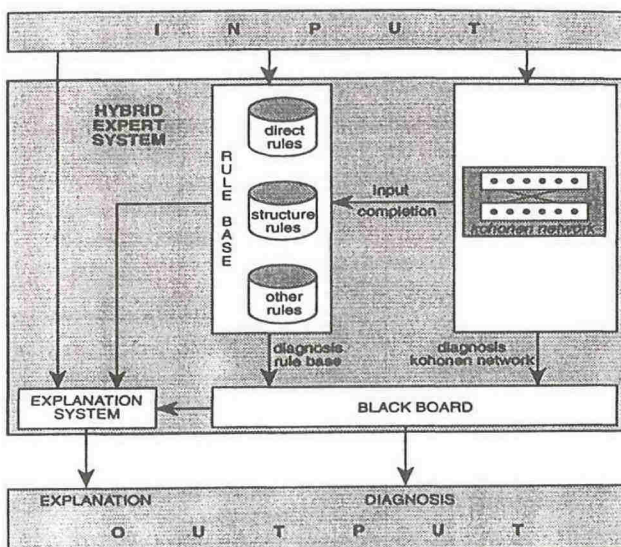 I N P U T
HYBRID
EXPERT
SYSTEM
RULE BASE
direct
rules
structure
rules
other
rules
input
completion
kohonen network
diagnosis
rule base
diagnosis
kohonen network
EXPLANATION
SYSTEM
BLACK BOARD
EXPLANATION
DIAGNOSIS
O U T P U T